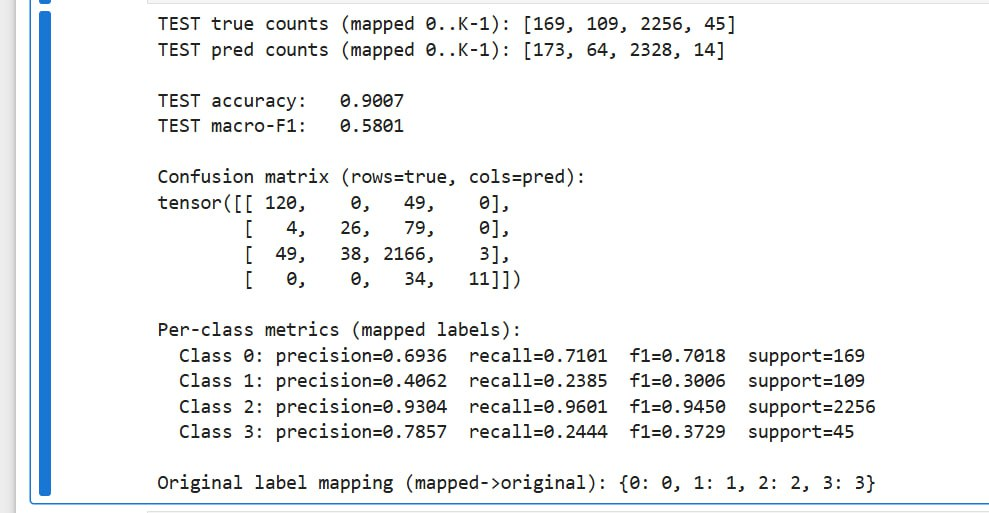 TEST true counts (mapped 0..K-1): [169, 109, 2256, 45]
TEST pred counts (mapped 0..K-1): [173, 64, 2328, 14]
TEST accuracy:   0.9007
TEST macro-F1:   0.5801
Confusion matrix (rows=true, cols=pred):
tensor([[ 120,    0,   49,    0],
        [   4,   26,   79,    0],
        [  49,   38, 2166,    3],
        [   0,    0,   34,   11]])
Per-class metrics (mapped labels):
  Class 0: precision=0.6936  recall=0.7101  f1=0.7018  support=169
  Class 1: precision=0.4062  recall=0.2385  f1=0.3006  support=109
  Class 2: precision=0.9304  recall=0.9601  f1=0.9450  support=2256
  Class 3: precision=0.7857  recall=0.2444  f1=0.3729  support=45
Original label mapping (mapped->original): {0: 0, 1: 1, 2: 2, 3: 3}